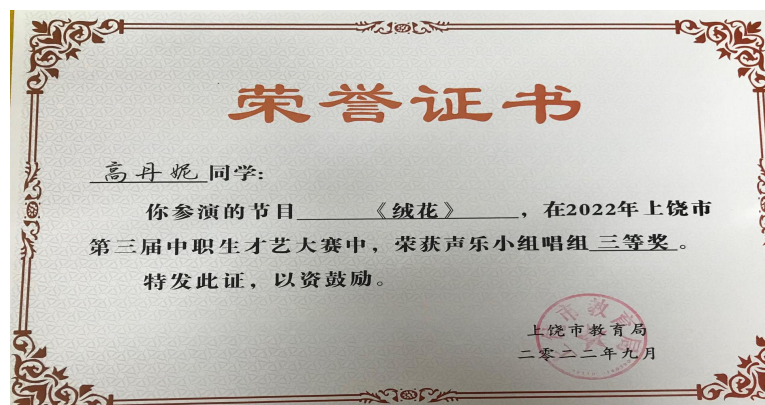 荣誉证书
高丹妮同学:
你参演的节目《绒花》，在2022年上饶市
第三届中职生才艺大赛中，荣获声乐小组唱组三等奖。
特发此证，以资鼓励。
上饶市教育局
二零二二年九月